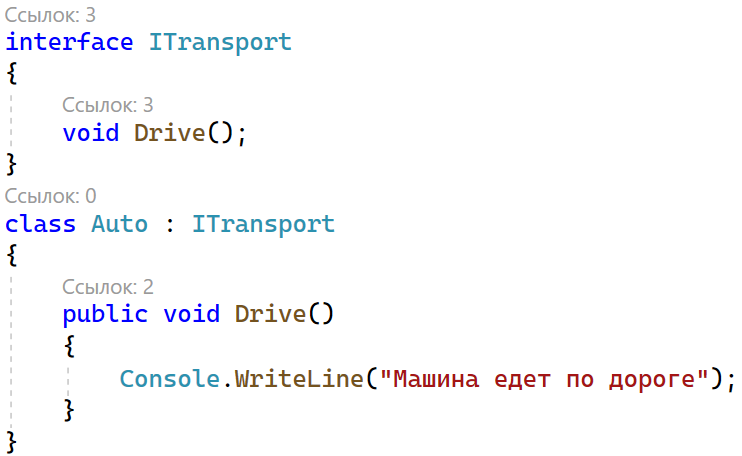 Ссылок: 3
interface ITransport
{
Ссылок: 3
void Drive();
}
Ссылок: 0
class Auto : ITransport
{
Ссылок: 2
public void Drive()
{
Console.WriteLine("Машина едет по дороге");
}
}